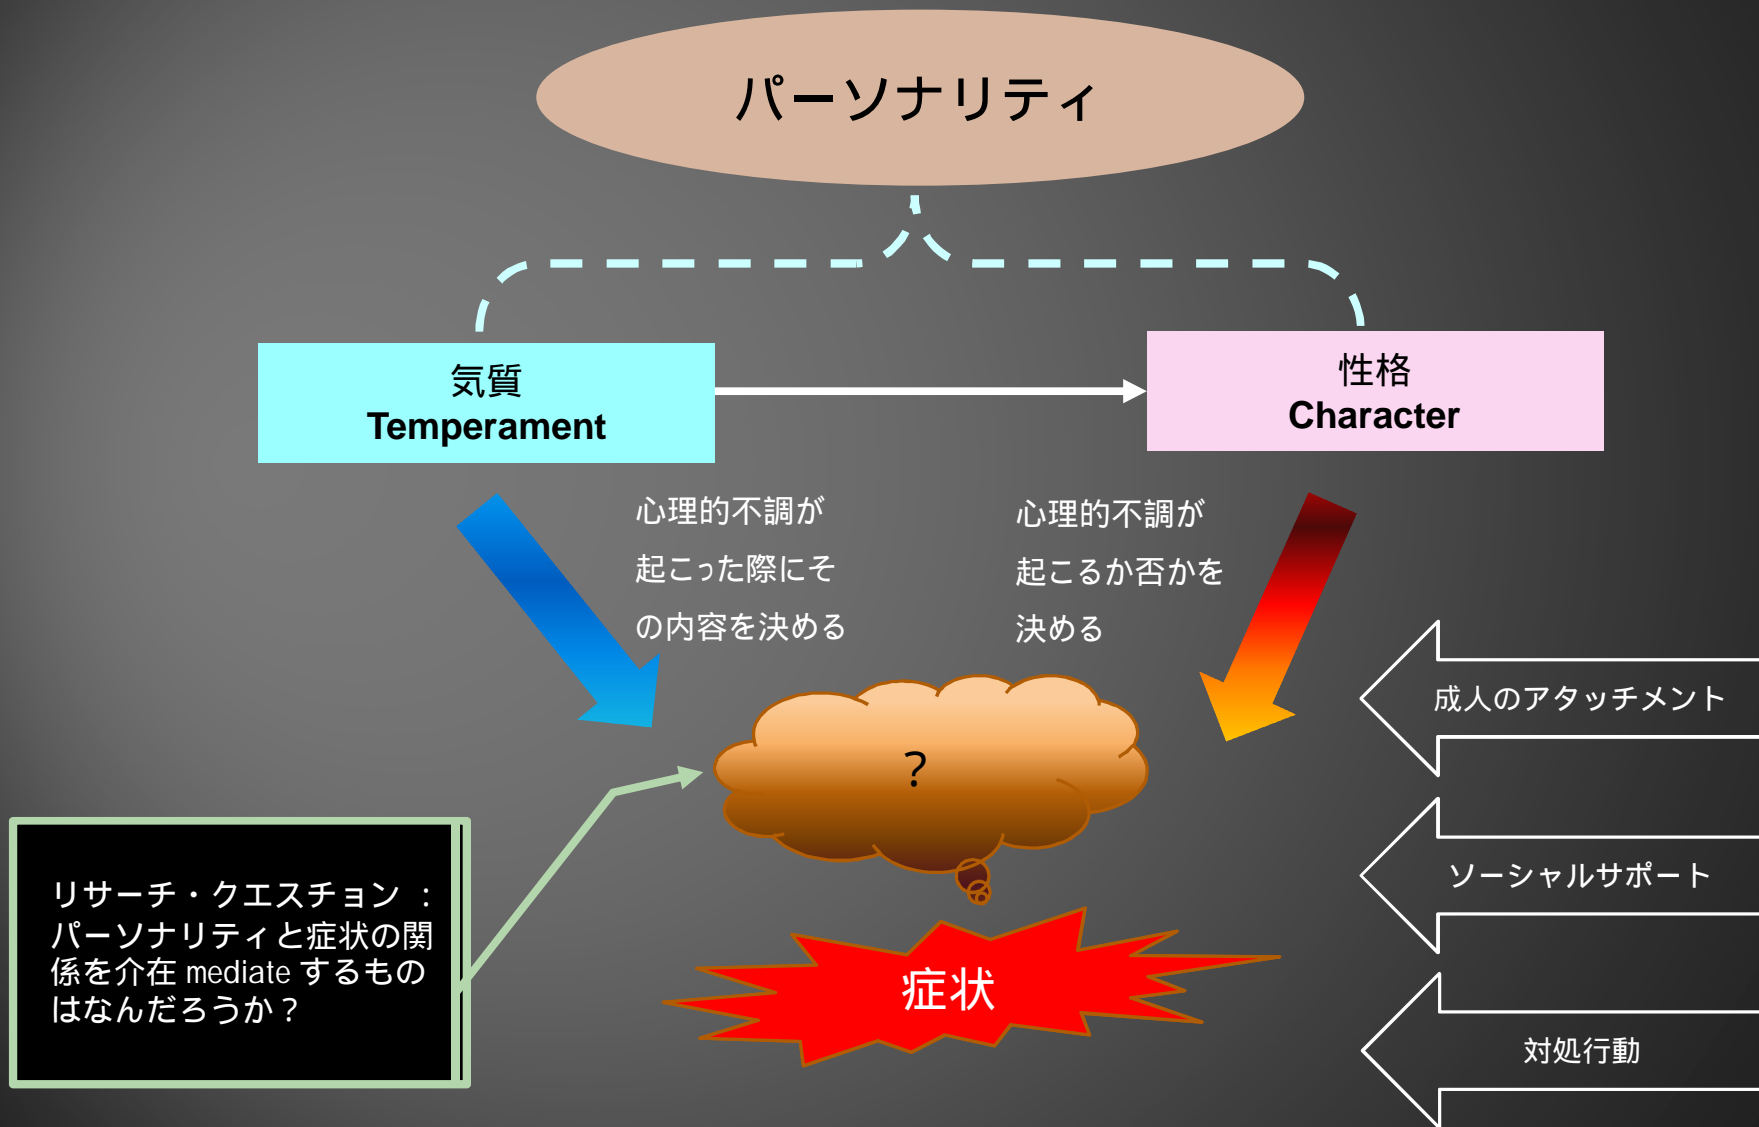 パーソナリティ
気質
Temperament
性格
Character
心理的不調が
起こった際にそ
の内容を決める
心理的不調が
起こるか否かを
決める
成人のアタッチメント
?
ソーシャルサポート
リサーチ・クエスチョン :
パーソナリティと症状の関
係を介在 mediate するもの
はなんだろうか?
症状
対処行動